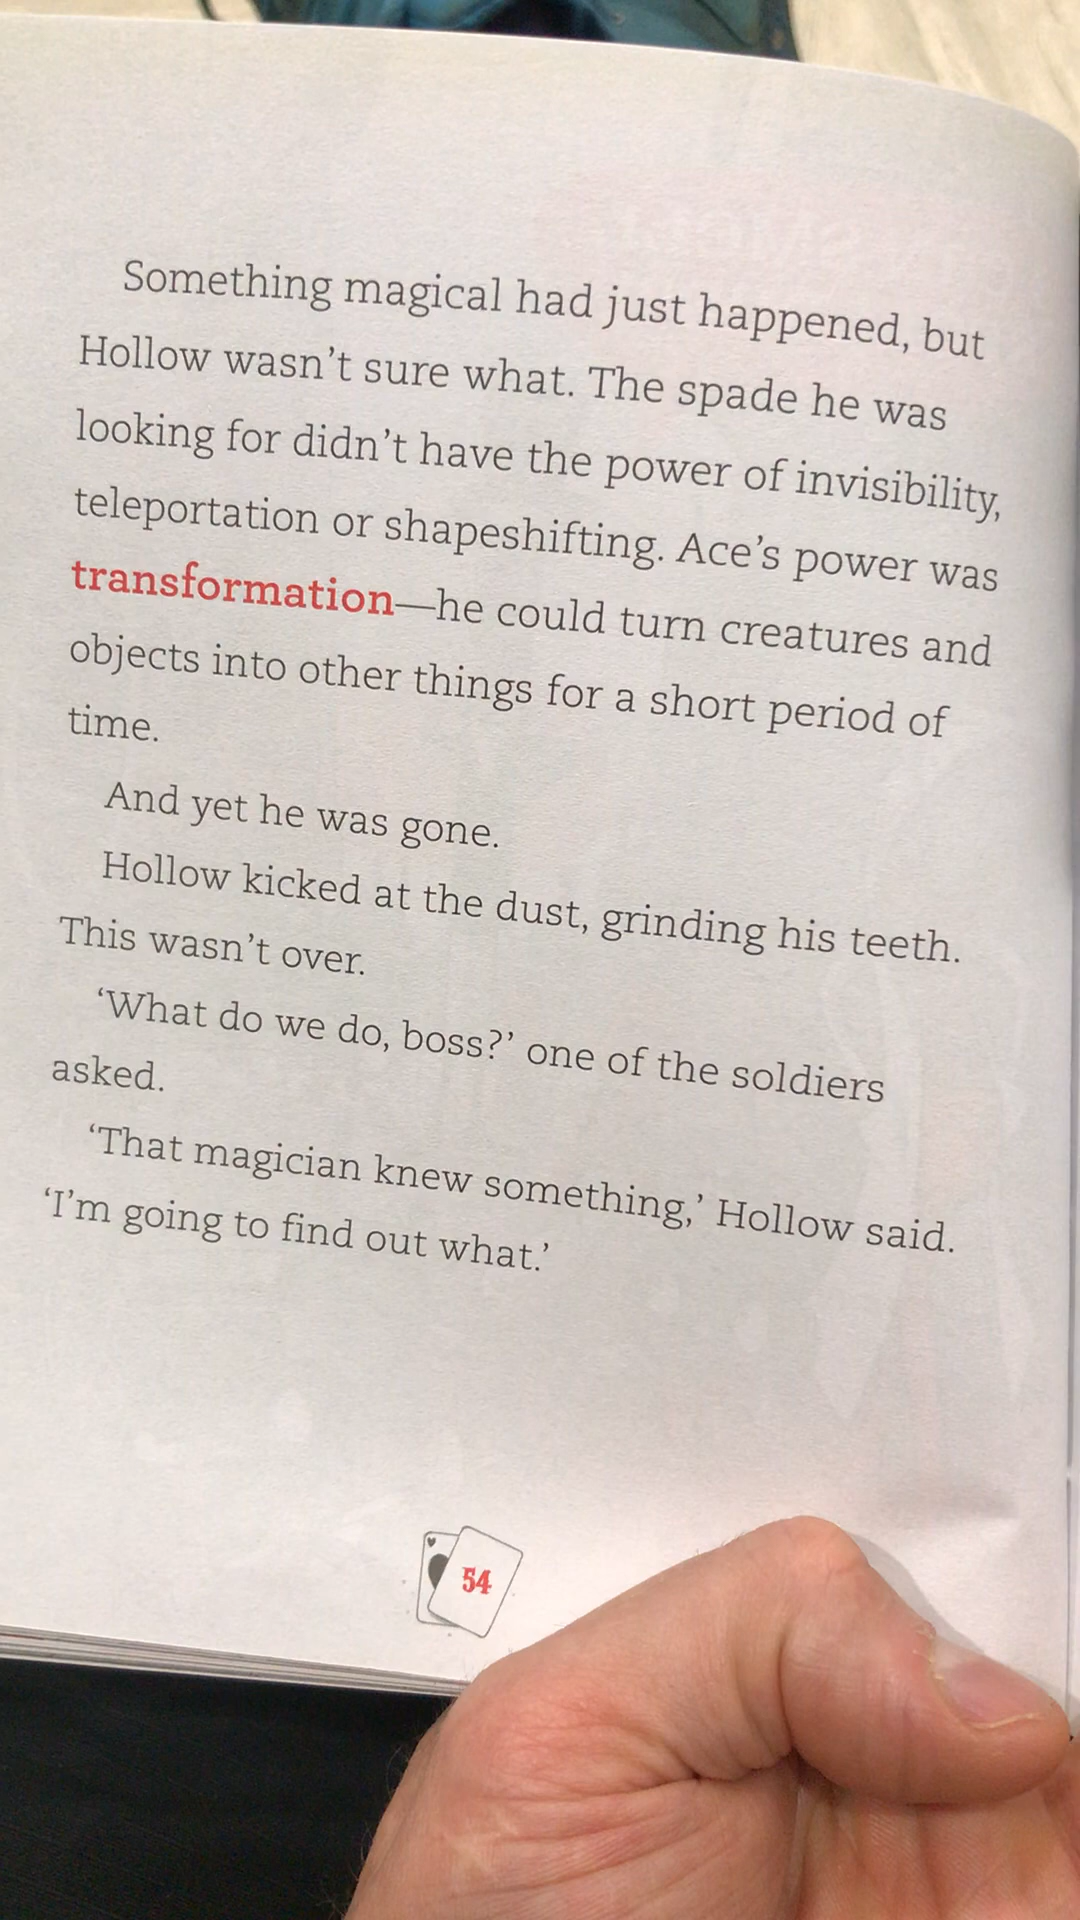 Something magical had just happened, but
Hollow wasn’t sure what. The spade he was
looking for didn’t have the power of invisibility,
teleportation or shapeshifting. Ace’s power was
transformation—he could turn creatures and
objects into other things for a short period of
time.
And yet he was gone.
Hollow kicked at the dust, grinding his teeth.
This wasn’t over.
‘What do we do, boss?’ one of the soldiers
asked.
‘That magician knew something,’ Hollow said.
‘I’m going to find out what.’
54